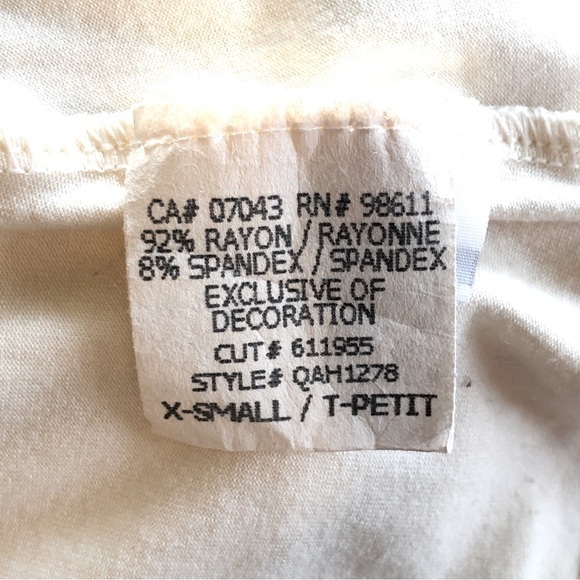 CA# 07043 RN# 98611
92% RAYON / RAYONNE
8% SPANDEX / SPANDEX
EXCLUSIVE OF
DECORATION
CUT# 611955
STYLE# QAH1278
X-SMALL / T-PETIT